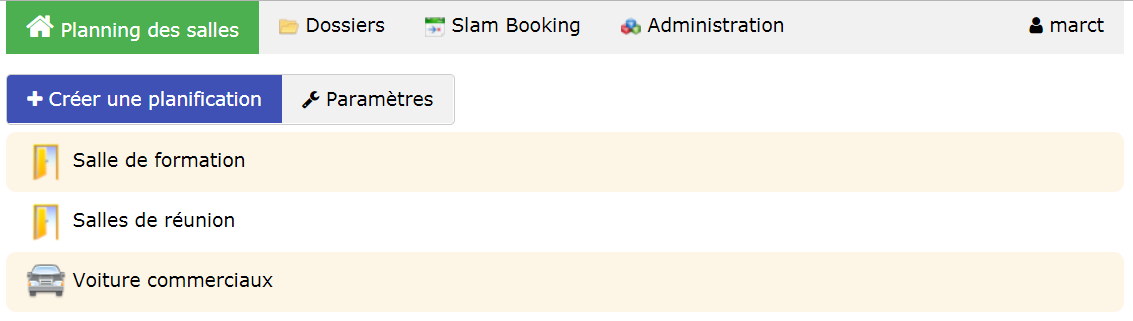 Planning des salles Dossiers Slam Booking Administration marct
Créer une planification Paramètres
Salle de formation
Salles de réunion
Voiture commerciaux